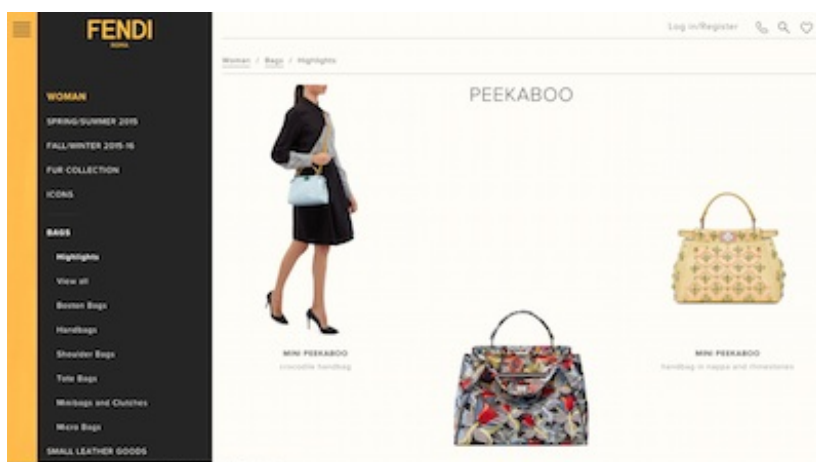 FENDI
ROMA
WOMAN
SPRING/SUMMER 2015
FALL/WINTER 2015-16
FUR COLLECTION
ICONS
BAGS
Highlights
View all
Boston Bags
Handbags
Shoulder Bags
Tote Bags
Minibags and Clutches
Micro Bags
SMALL LEATHER GOODS
Log in/Register
Woman / Bags / Highlights
PEEKABOO
MINI PEEKABOO
crocodile handbag
MINI PEEKABOO
handbag in nappa and rhinestones